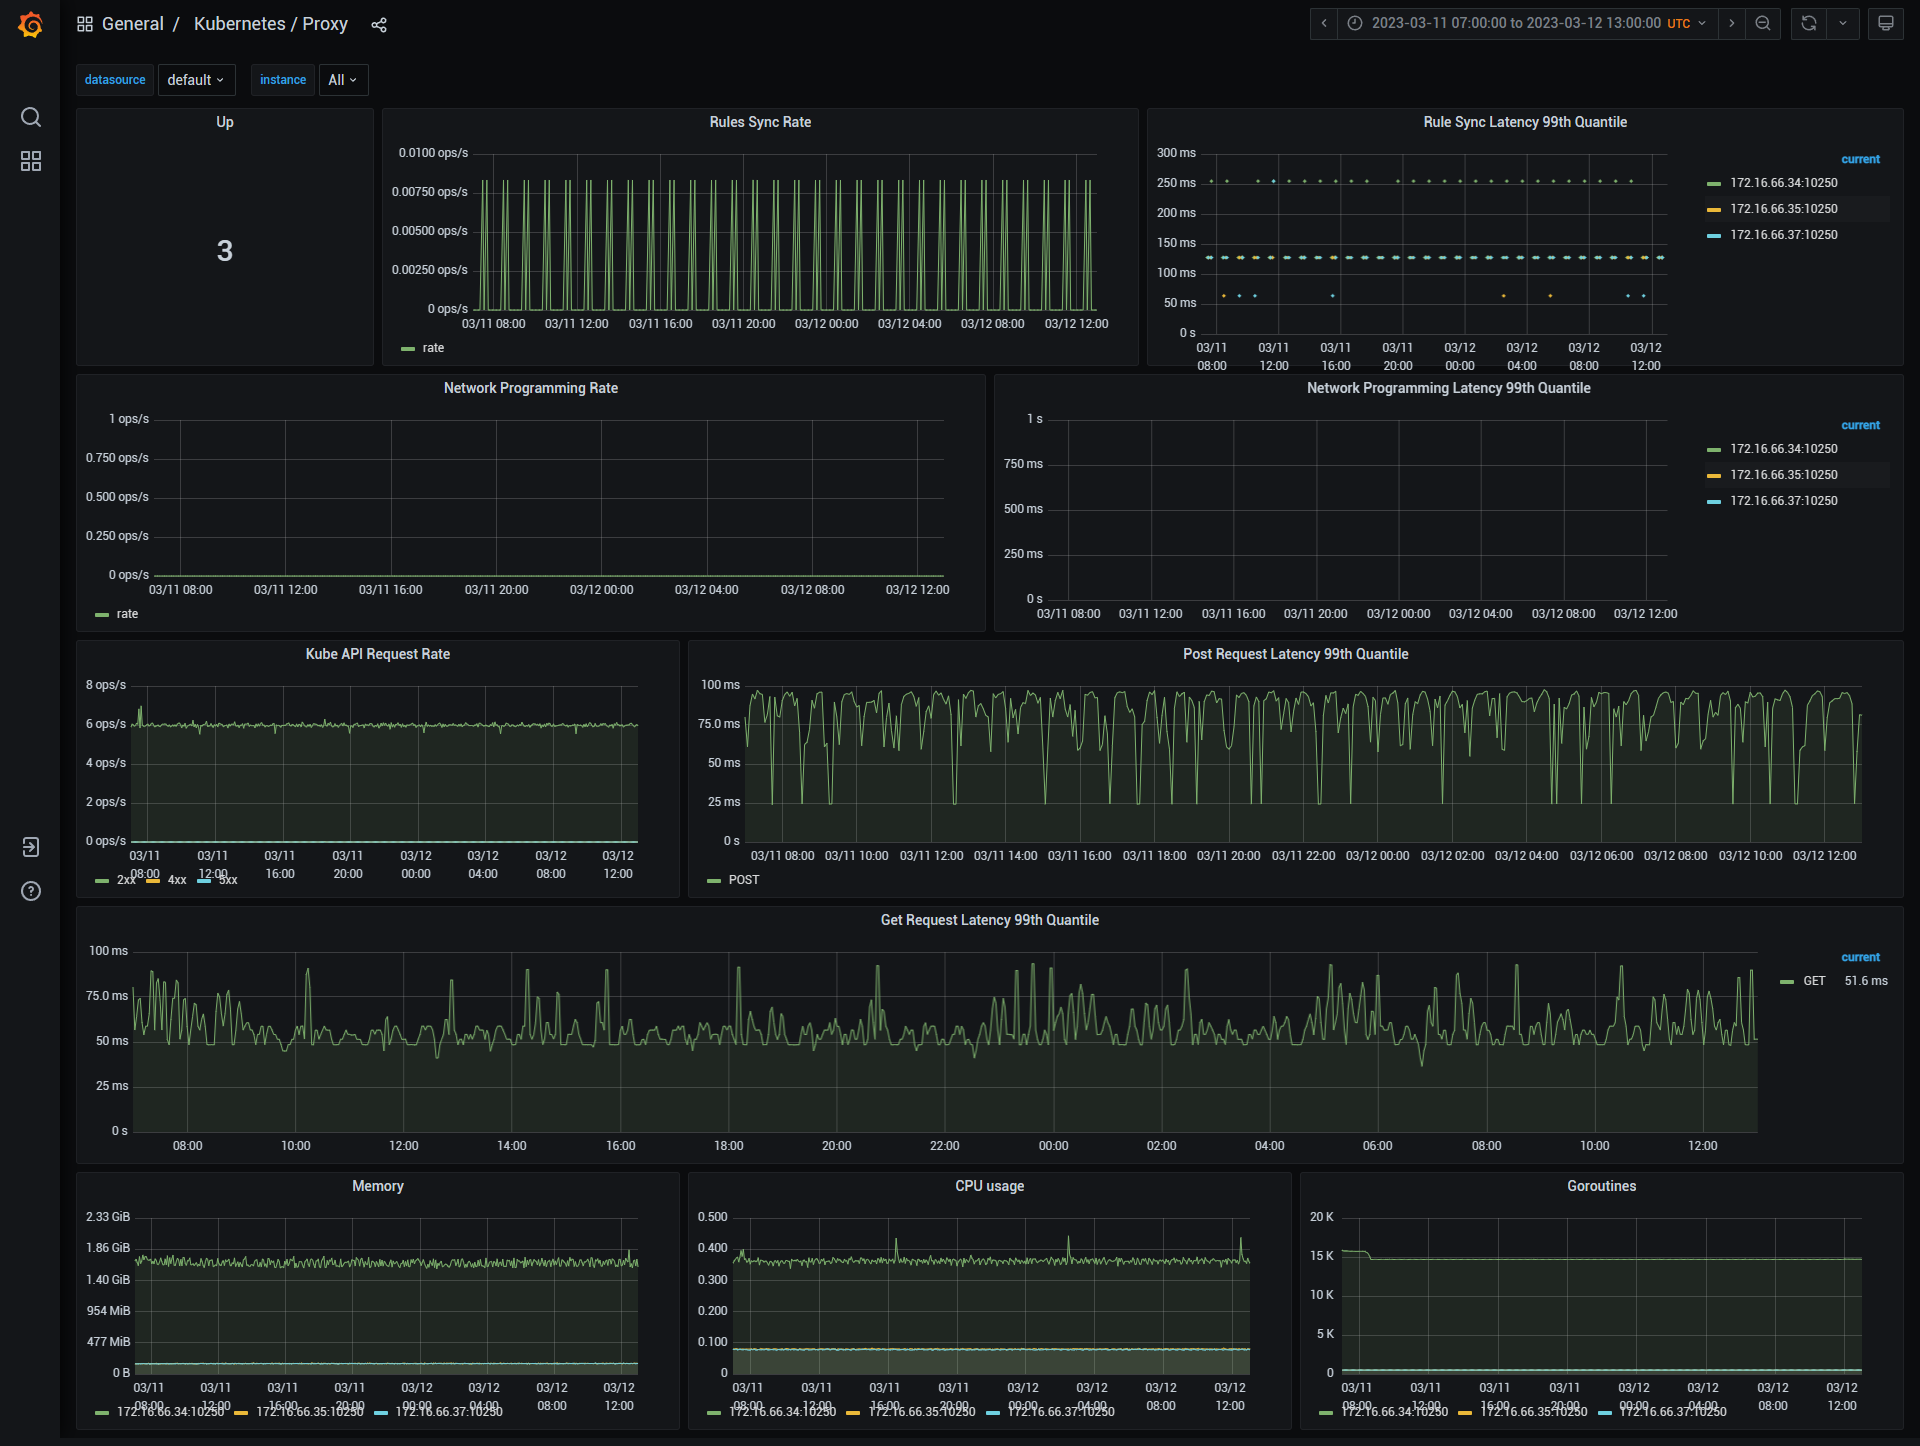 General / Kubernetes / Proxy
2023-03-11 07:00:00 to 2023-03-12 13:00:00 UTC
datasource default instance All
Up
3
Rules Sync Rate
0.0100 ops/s
0.00750 ops/s
0.00500 ops/s
0.00250 ops/s
0 ops/s
03/11 08:00 03/11 12:00 03/11 16:00 03/11 20:00 03/12 00:00 03/12 04:00 03/12 08:00 03/12 12:00
rate
Rule Sync Latency 99th Quantile
300 ms
250 ms
200 ms
150 ms
100 ms
50 ms
0 s
03/11 03/11 03/11 03/11 03/12 03/12 03/12 03/12
08:00 12:00 16:00 20:00 00:00 04:00 08:00 12:00
current
172.16.66.34:10250
172.16.66.35:10250
172.16.66.37:10250
Network Programming Rate
1 ops/s
0.750 ops/s
0.500 ops/s
0.250 ops/s
0 ops/s
03/11 08:00 03/11 12:00 03/11 16:00 03/11 20:00 03/12 00:00 03/12 04:00 03/12 08:00 03/12 12:00
rate
Network Programming Latency 99th Quantile
1 s
750 ms
500 ms
250 ms
0 s
03/11 08:00 03/11 12:00 03/11 16:00 03/11 20:00 03/12 00:00 03/12 04:00 03/12 08:00 03/12 12:00
current
172.16.66.34:10250
172.16.66.35:10250
172.16.66.37:10250
Kube API Request Rate
8 ops/s
6 ops/s
4 ops/s
2 ops/s
0 ops/s
03/11 03/11 03/11 03/11 03/12 03/12 03/12 03/12
08:00 12:00 16:00 20:00 00:00 04:00 08:00 12:00
2xx 4xx 5xx
Post Request Latency 99th Quantile
100 ms
75.0 ms
50 ms
25 ms
0 s
03/11 08:00 03/11 10:00 03/11 12:00 03/11 14:00 03/11 16:00 03/11 18:00 03/11 20:00 03/11 22:00 03/12 00:00 03/12 02:00 03/12 04:00 03/12 06:00 03/12 08:00 03/12 10:00 03/12 12:00
POST
Get Request Latency 99th Quantile
100 ms
75.0 ms
50 ms
25 ms
0 s
08:00 10:00 12:00 14:00 16:00 18:00 20:00 22:00 00:00 02:00 04:00 06:00 08:00 10:00 12:00
current
GET 51.6 ms
Memory
2.33 GiB
1.86 GiB
1.40 GiB
954 MiB
477 MiB
0 B
03/11 03/11 03/11 03/11 03/12 03/12 03/12 03/12
08:00 12:00 16:00 20:00 00:00 04:00 08:00 12:00
172.16.66.34:10250 172.16.66.35:10250 172.16.66.37:10250
CPU usage
0.500
0.400
0.300
0.200
0.100
0
03/11 03/11 03/11 03/11 03/12 03/12 03/12 03/12
08:00 12:00 16:00 20:00 00:00 04:00 08:00 12:00
172.16.66.34:10250 172.16.66.35:10250 172.16.66.37:10250
Goroutines
20 K
15 K
10 K
5 K
0
03/11 03/11 03/11 03/11 03/12 03/12 03/12 03/12
08:00 12:00 16:00 20:00 00:00 04:00 08:00 12:00
172.16.66.34:10250 172.16.66.35:10250 172.16.66.37:10250